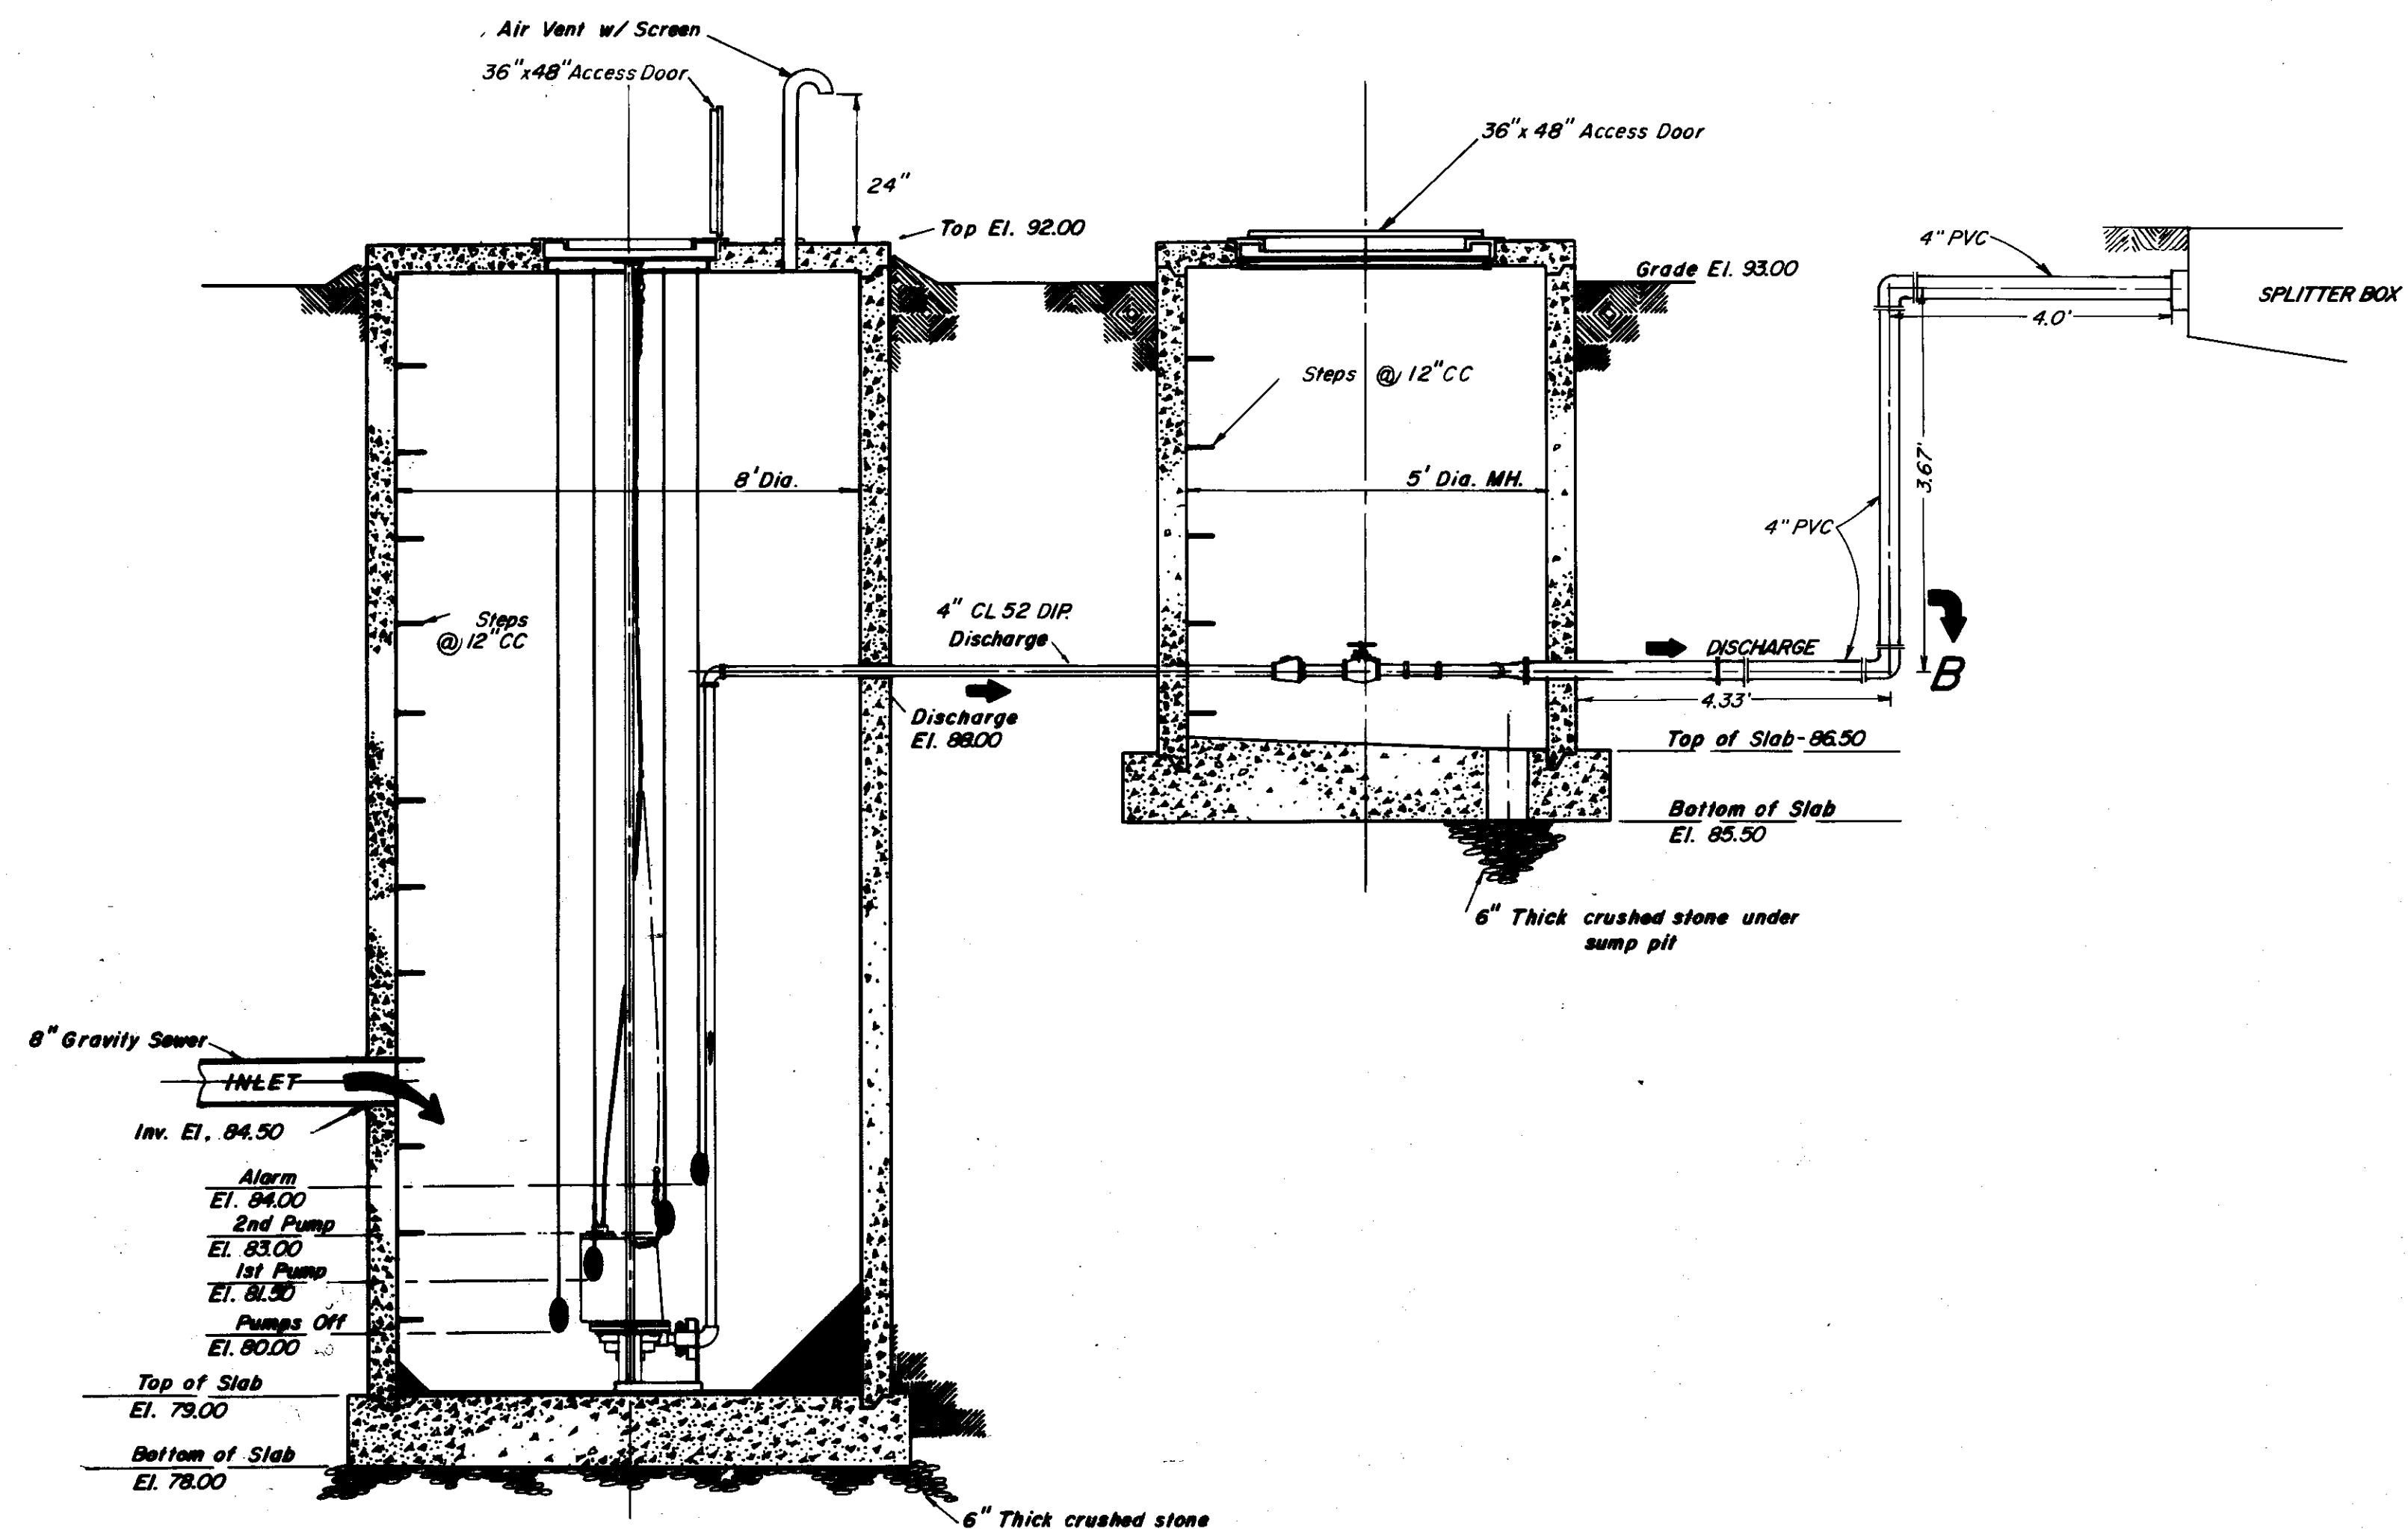 Air Vent w/ Screen
36"x48" Access Door
24"
Top El. 92.00
36"x 48" Access Door
Grade El. 93.00
4" PVC
SPLITTER BOX
4.0'
3.67'
Steps @ 12" CC
8' Dia.
5' Dia. MH.
4" PVC
Steps
@ 12" CC
4" CL 52 DIP.
Discharge
DISCHARGE
B
4.33'
Discharge
El. 88.00
Top of Slab - 86.50
Bottom of Slab
El. 85.50
6" Thick crushed stone under
sump pit
8" Gravity Sewer
INLET
Inv. El. 84.50
Alarm
El. 84.00
2nd Pump
El. 83.00
1st Pump
El. 81.50
Pumps Off
El. 80.00
Top of Slab
El. 79.00
Bottom of Slab
El. 78.00
6" Thick crushed stone